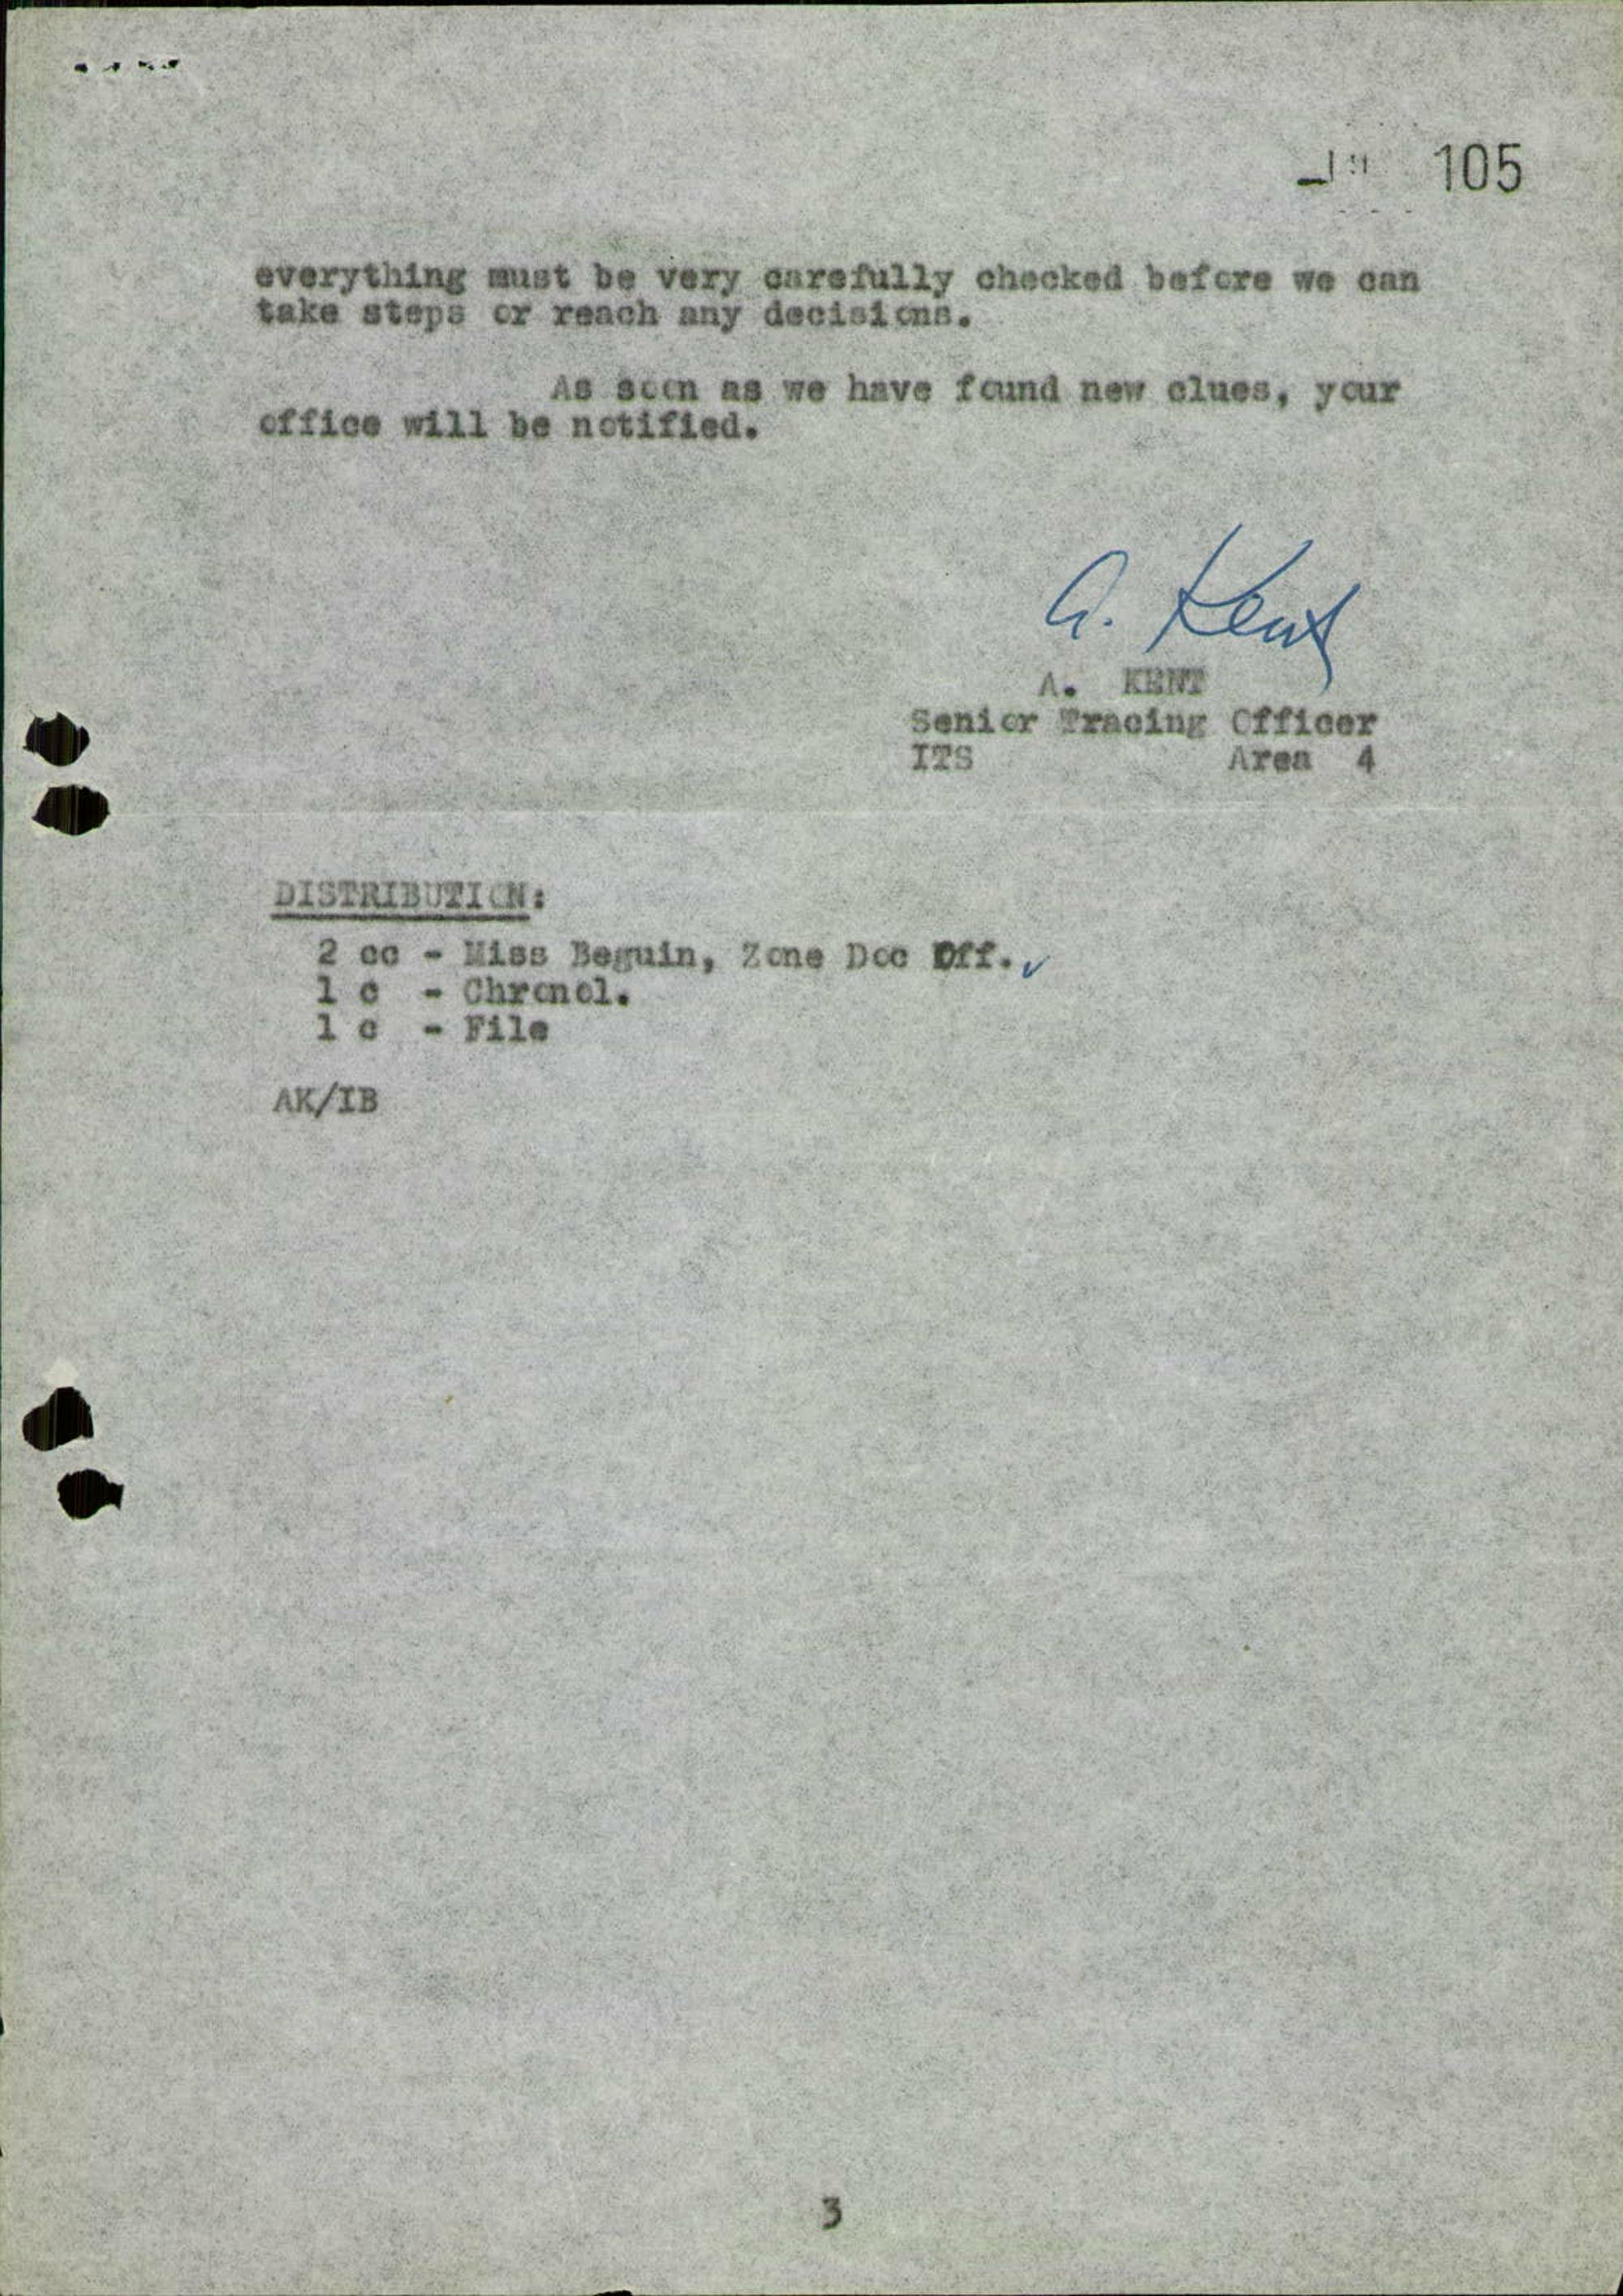 105
everything must be very carefully checked before we can
take steps or reach any decisions.
As soon as we have found new clues, your
office will be notified.
A. Kent
A. KENT
Senior Tracing Officer
ITS Area 4
DISTRIBUTION:
2 cc - Miss Beguin, Zone Doc Off.
1 c - Chronol.
1 c - File
AK/IB
3